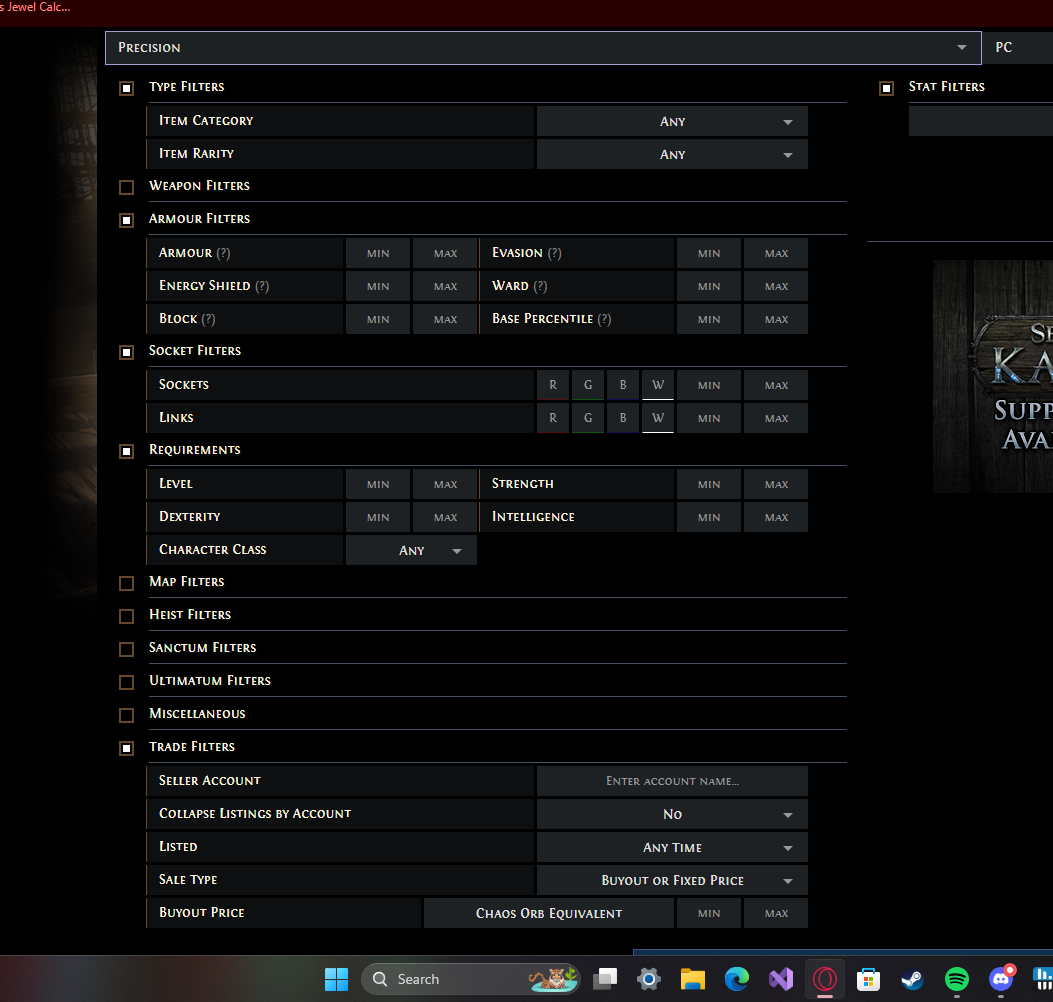 s Jewel Calc...
Precision
PC
Type Filters
Stat Filters
Item Category Any
Item Rarity Any
Weapon Filters
Armour Filters
Armour (?) MIN MAX Evasion (?) MIN MAX
Energy Shield (?) MIN MAX Ward (?) MIN MAX
Block (?) MIN MAX Base Percentile (?) MIN MAX
Socket Filters
Sockets R G B W MIN MAX
Links R G B W MIN MAX
Requirements
Level MIN MAX Strength MIN MAX
Dexterity MIN MAX Intelligence MIN MAX
Character Class Any
Map Filters
Heist Filters
Sanctum Filters
Ultimatum Filters
Miscellaneous
Trade Filters
Seller Account Enter account name...
Collapse Listings by Account No
Listed Any Time
Sale Type Buyout or Fixed Price
Buyout Price Chaos Orb Equivalent MIN MAX
Se
KA
Supp
Ava
Search